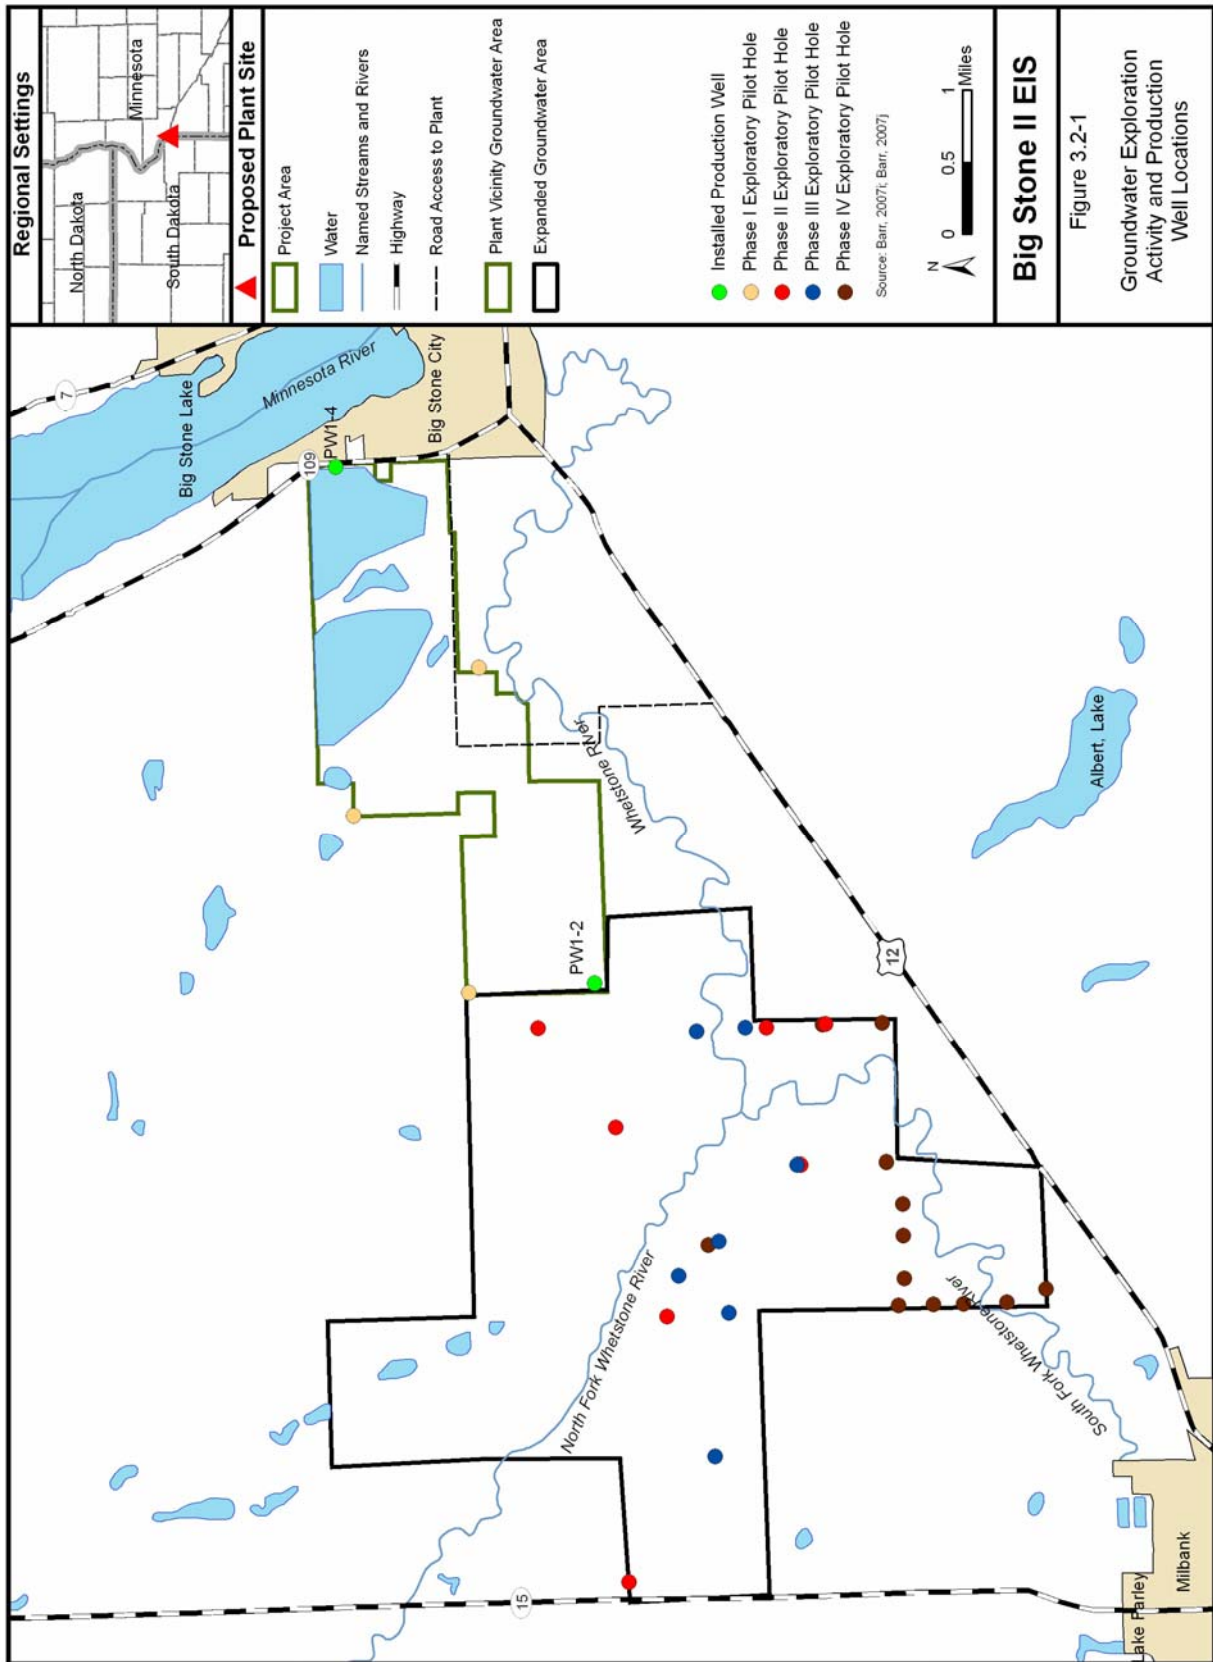 Regional Settings
North Dakota
Minnesota
South Dakota
Proposed Plant Site
Project Area
Water
Named Streams and Rivers
Highway
Road Access to Plant
Plant Vicinity Groundwater Area
Expanded Groundwater Area
Installed Production Well
Phase I Exploratory Pilot Hole
Phase II Exploratory Pilot Hole
Phase III Exploratory Pilot Hole
Phase IV Exploratory Pilot Hole
Source: Barr, 2007i; Barr, 2007j
N
0 0.5 1
Miles
Big Stone II EIS
Figure 3.2-1
Groundwater Exploration
Activity and Production
Well Locations
7
Big Stone Lake
Minnesota River
109
PW1-4
Big Stone City
Whetstone River
PW1-2
Albert, Lake
12
North Fork Whetstone River
South Fork Whetstone River
15
Lake Farley
Milbank